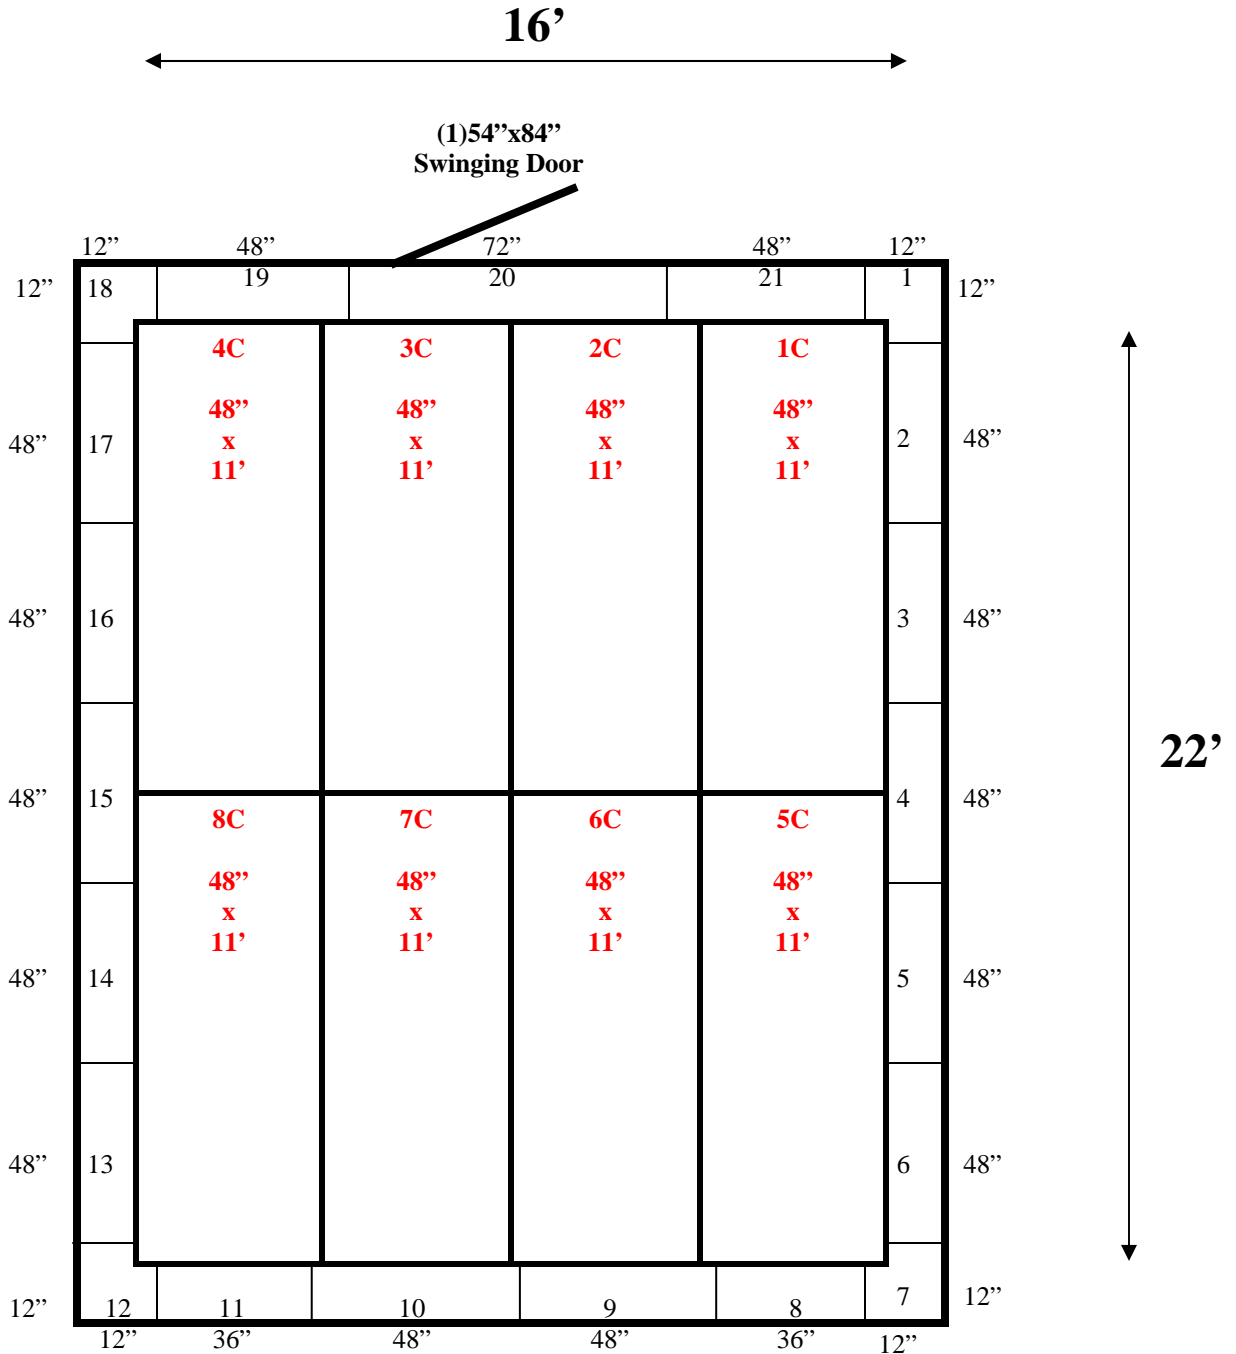 16’
(1)54”x84”
Swinging Door
12” 48” 72” 48” 12”
12” 18 19 20 21 1 12”
4C 3C 2C 1C
48” 48” 48” 48”
x x x x
11’ 11’ 11’ 11’
48” 17 2 48”
48” 16 3 48”
22’
48” 15 4 48”
8C 7C 6C 5C
48” 48” 48” 48”
x x x x
11’ 11’ 11’ 11’
48” 14 5 48”
48” 13 6 48”
12” 12 11 10 9 8 7 12”
12” 36” 48” 48” 36” 12”